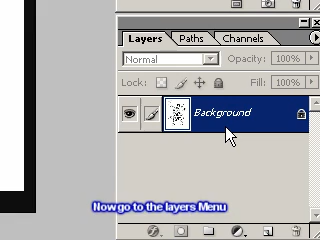 Layers Paths Channels
Normal Opacity: 100%
Lock: Fill: 100%
Background
Now go to the layers Menu